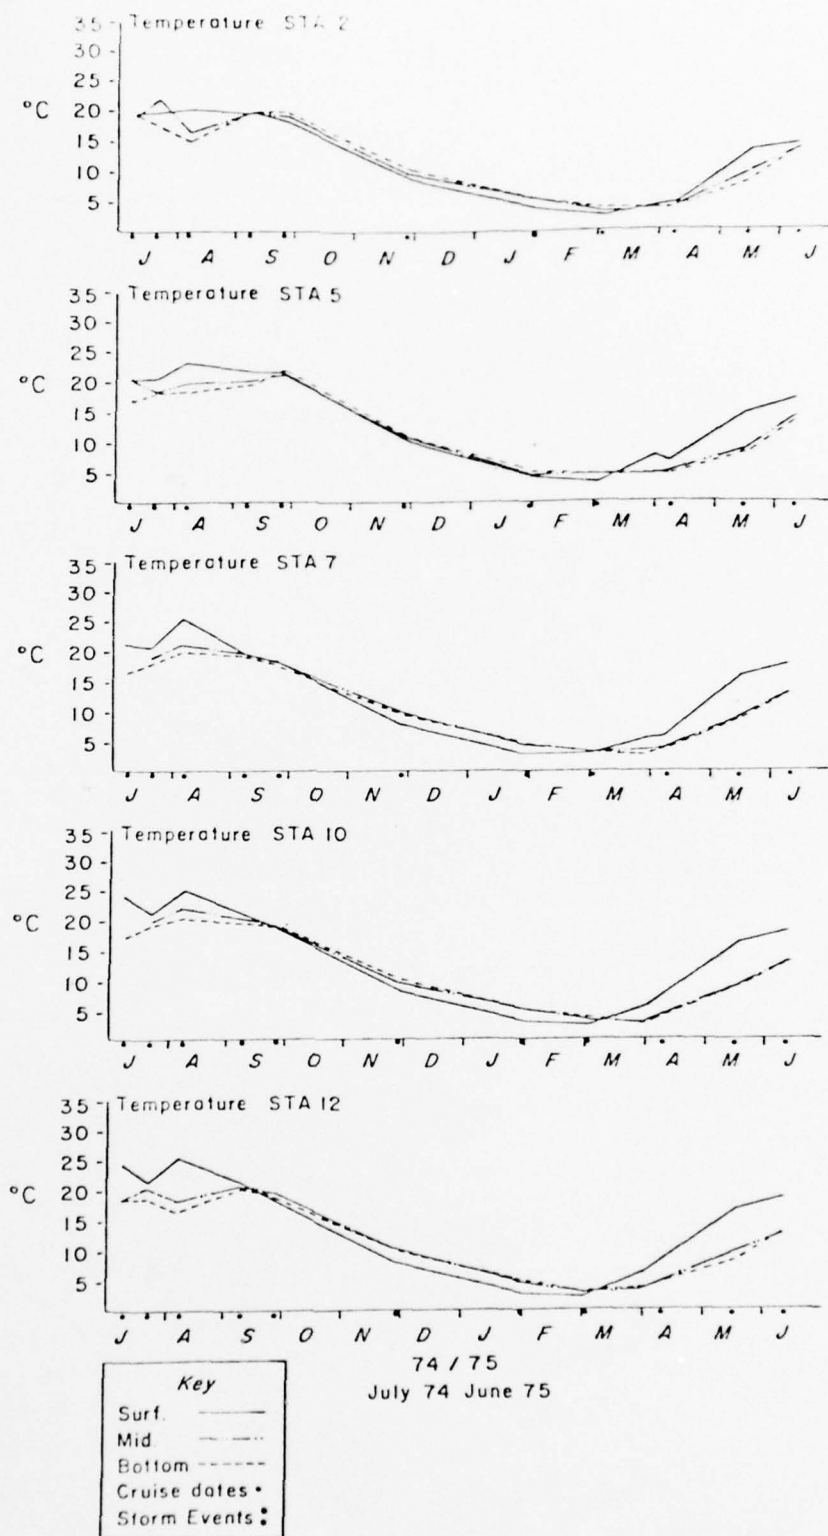 Temperature STA 2
35
30
25
°C 20
15
10
5
J A S O N D J F M A M J
Temperature STA 5
35
30
25
°C 20
15
10
5
J A S O N D J F M A M J
Temperature STA 7
35
30
25
°C 20
15
10
5
J A S O N D J F M A M J
Temperature STA 10
35
30
25
°C 20
15
10
5
J A S O N D J F M A M J
Temperature STA 12
35
30
25
°C 20
15
10
5
J A S O N D J F M A M J
74 / 75
July 74 June 75
Key
Surf.
Mid
Bottom
Cruise dates
Storm Events